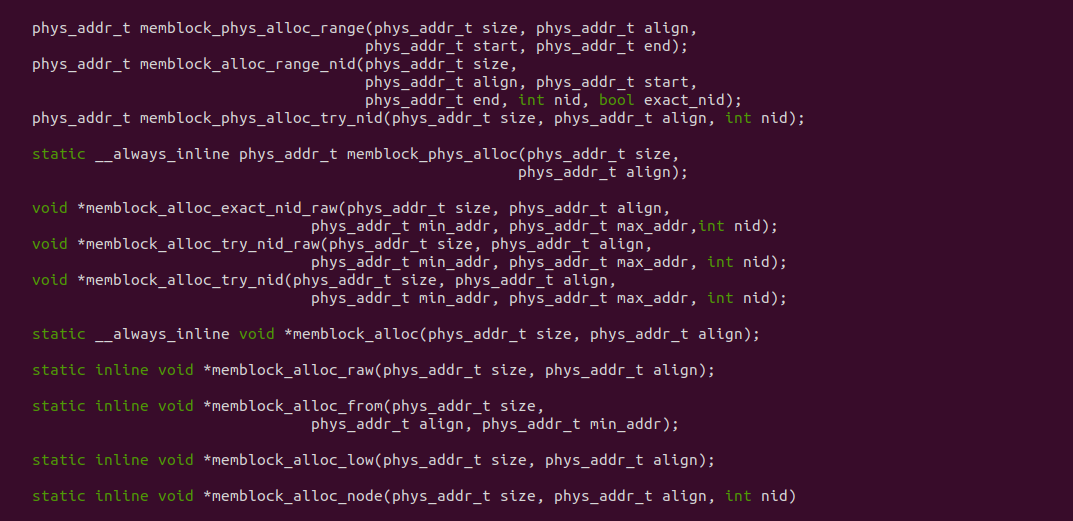 phys_addr_t memblock_phys_alloc_range(phys_addr_t size, phys_addr_t align,
phys_addr_t start, phys_addr_t end);
phys_addr_t memblock_alloc_range_nid(phys_addr_t size,
phys_addr_t align, phys_addr_t start,
phys_addr_t end, int nid, bool exact_nid);
phys_addr_t memblock_phys_alloc_try_nid(phys_addr_t size, phys_addr_t align, int nid);
static __always_inline phys_addr_t memblock_phys_alloc(phys_addr_t size,
phys_addr_t align);
void *memblock_alloc_exact_nid_raw(phys_addr_t size, phys_addr_t align,
phys_addr_t min_addr, phys_addr_t max_addr,int nid);
void *memblock_alloc_try_nid_raw(phys_addr_t size, phys_addr_t align,
phys_addr_t min_addr, phys_addr_t max_addr, int nid);
void *memblock_alloc_try_nid(phys_addr_t size, phys_addr_t align,
phys_addr_t min_addr, phys_addr_t max_addr, int nid);
static __always_inline void *memblock_alloc(phys_addr_t size, phys_addr_t align);
static inline void *memblock_alloc_raw(phys_addr_t size, phys_addr_t align);
static inline void *memblock_alloc_from(phys_addr_t size,
phys_addr_t align, phys_addr_t min_addr);
static inline void *memblock_alloc_low(phys_addr_t size, phys_addr_t align);
static inline void *memblock_alloc_node(phys_addr_t size, phys_addr_t align, int nid)